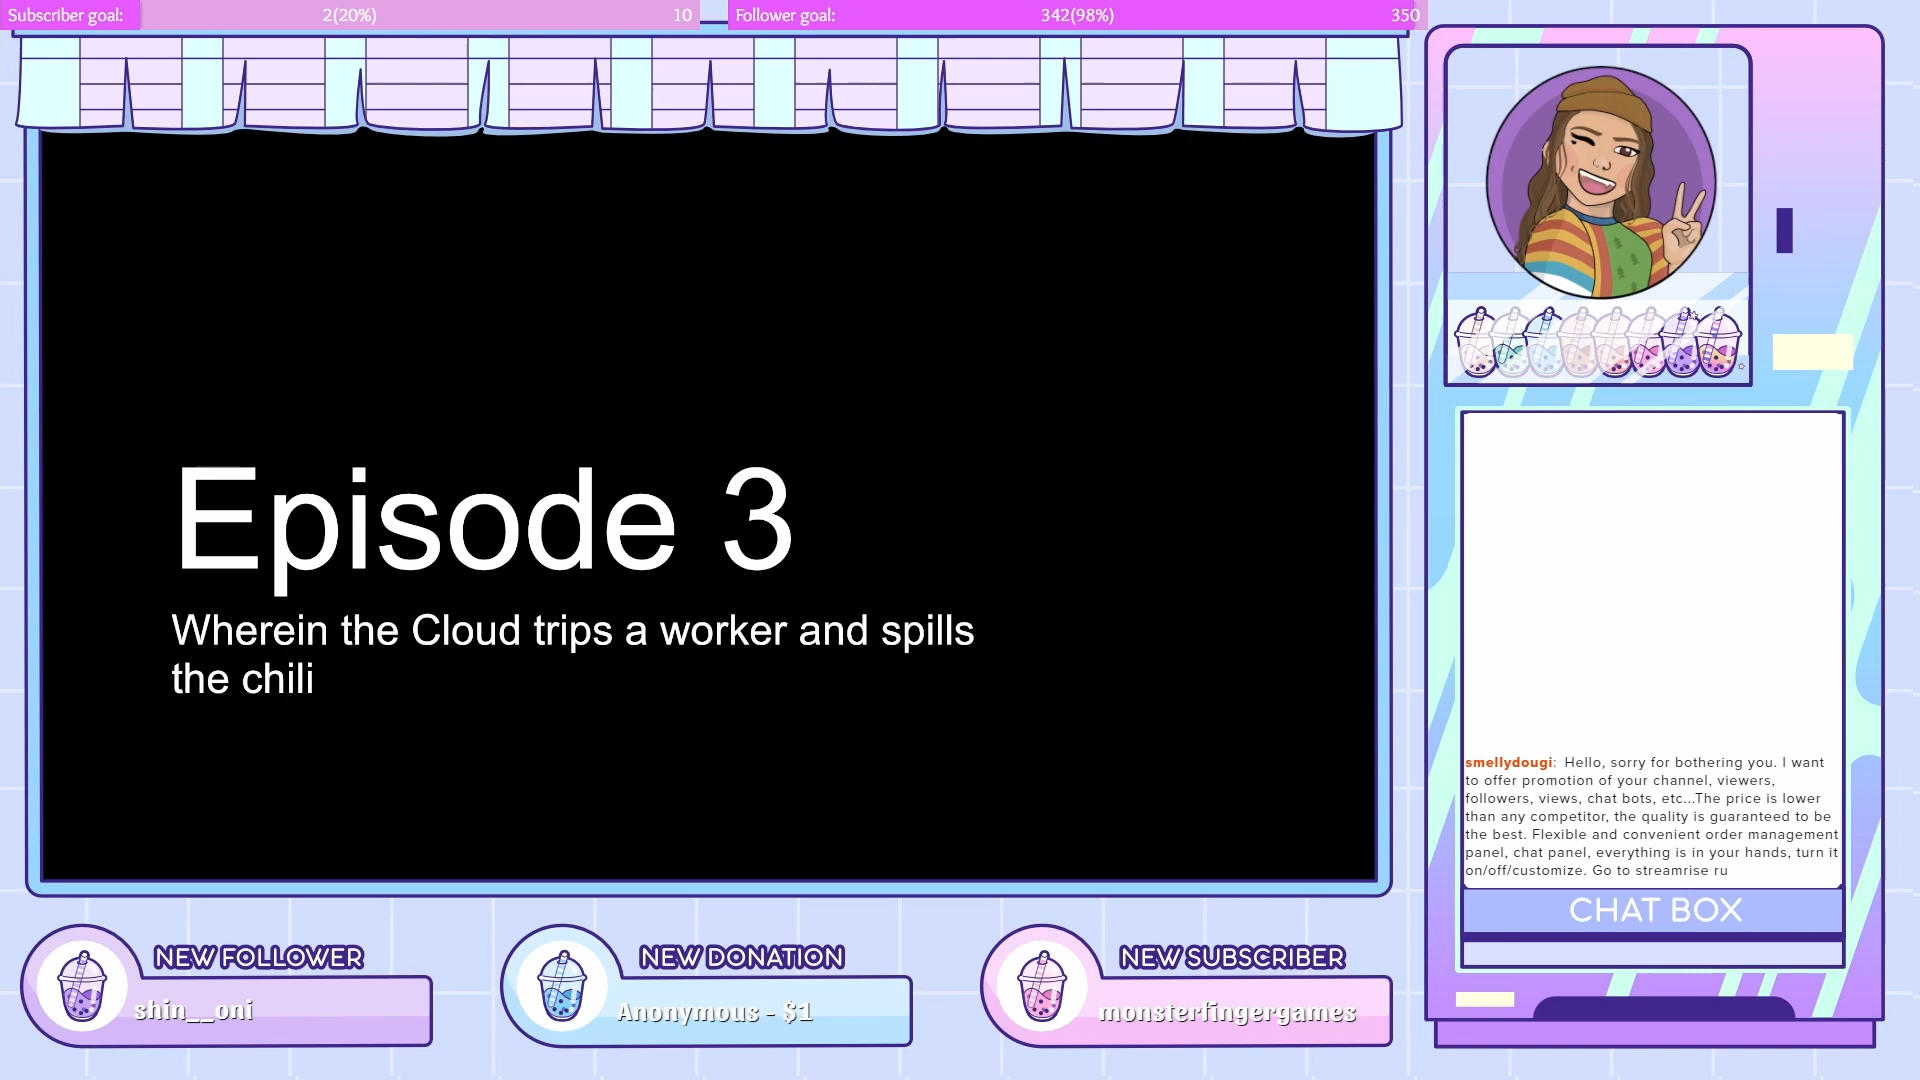 Subscriber goal: 2(20%) 10 Follower goal: 342(98%) 350
Episode 3
Wherein the Cloud trips a worker and spills
the chili
smellydougi: Hello, sorry for bothering you. I want
to offer promotion of your channel, viewers,
followers, views, chat bots, etc...The price is lower
than any competitor, the quality is guaranteed to be
the best. Flexible and convenient order management
panel, chat panel, everything is in your hands, turn it
on/off/customize. Go to streamrise ru
CHAT BOX
NEW FOLLOWER
shin__oni
NEW DONATION
Anonymous - $1
NEW SUBSCRIBER
monsterfingergames